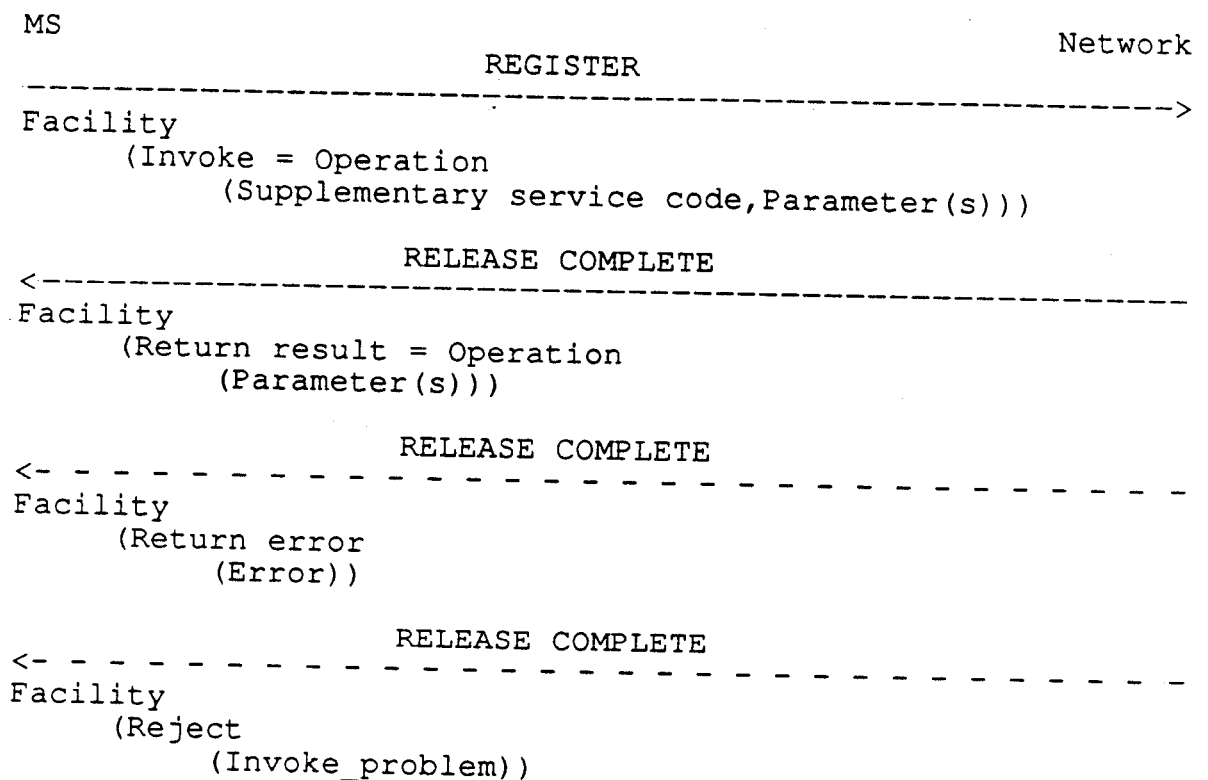 MS
Network
REGISTER
------------------------------------------------------------>
Facility
(Invoke = Operation
(Supplementary service code,Parameter(s)))
RELEASE COMPLETE
<------------------------------------------------------------
Facility
(Return result = Operation
(Parameter(s)))
RELEASE COMPLETE
<- - - - - - - - - - - - - - - - - - - - - - - - - - - - - -
Facility
(Return error
(Error))
RELEASE COMPLETE
<- - - - - - - - - - - - - - - - - - - - - - - - - - - - - -
Facility
(Reject
(Invoke_problem))